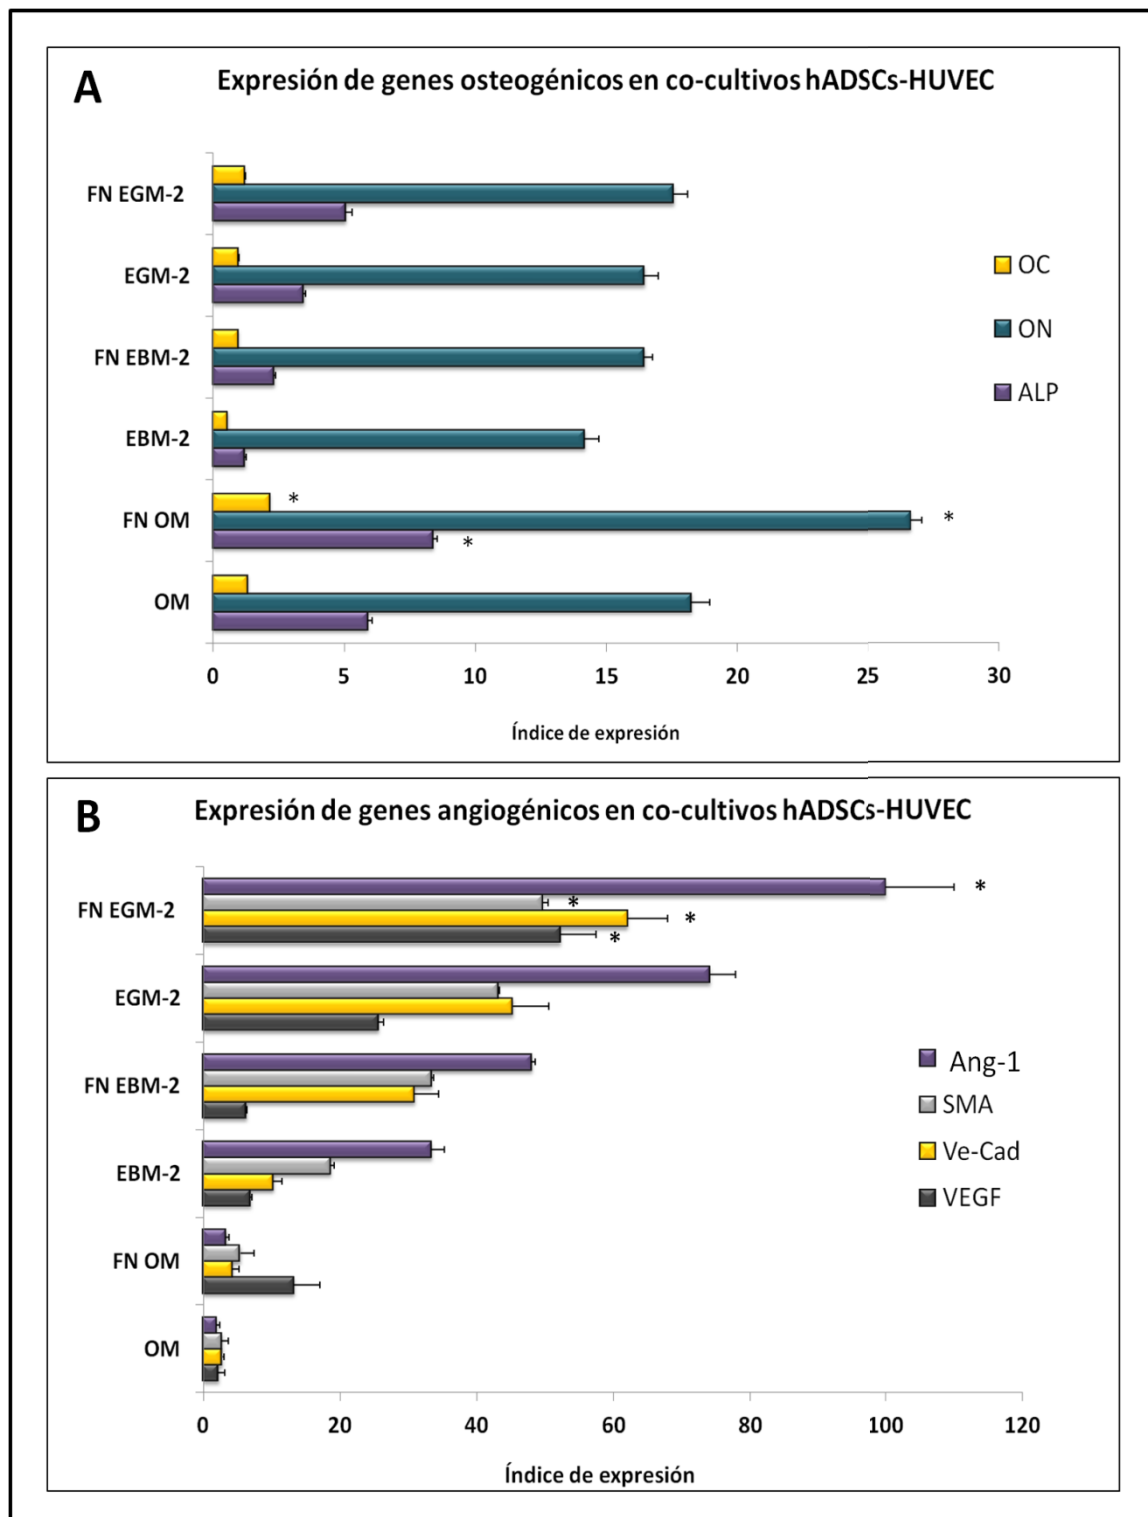 A
Expresión de genes osteogénicos en co-cultivos hADSCs-HUVEC
FN EGM-2
EGM-2
FN EBM-2
EBM-2
FN OM
OM
*
*
*
OC
ON
ALP
0 5 10 15 20 25 30
Índice de expresión
B
Expresión de genes angiogénicos en co-cultivos hADSCs-HUVEC
FN EGM-2
EGM-2
FN EBM-2
EBM-2
FN OM
OM
*
*
*
*
Ang-1
SMA
Ve-Cad
VEGF
0 20 40 60 80 100 120
Índice de expresión